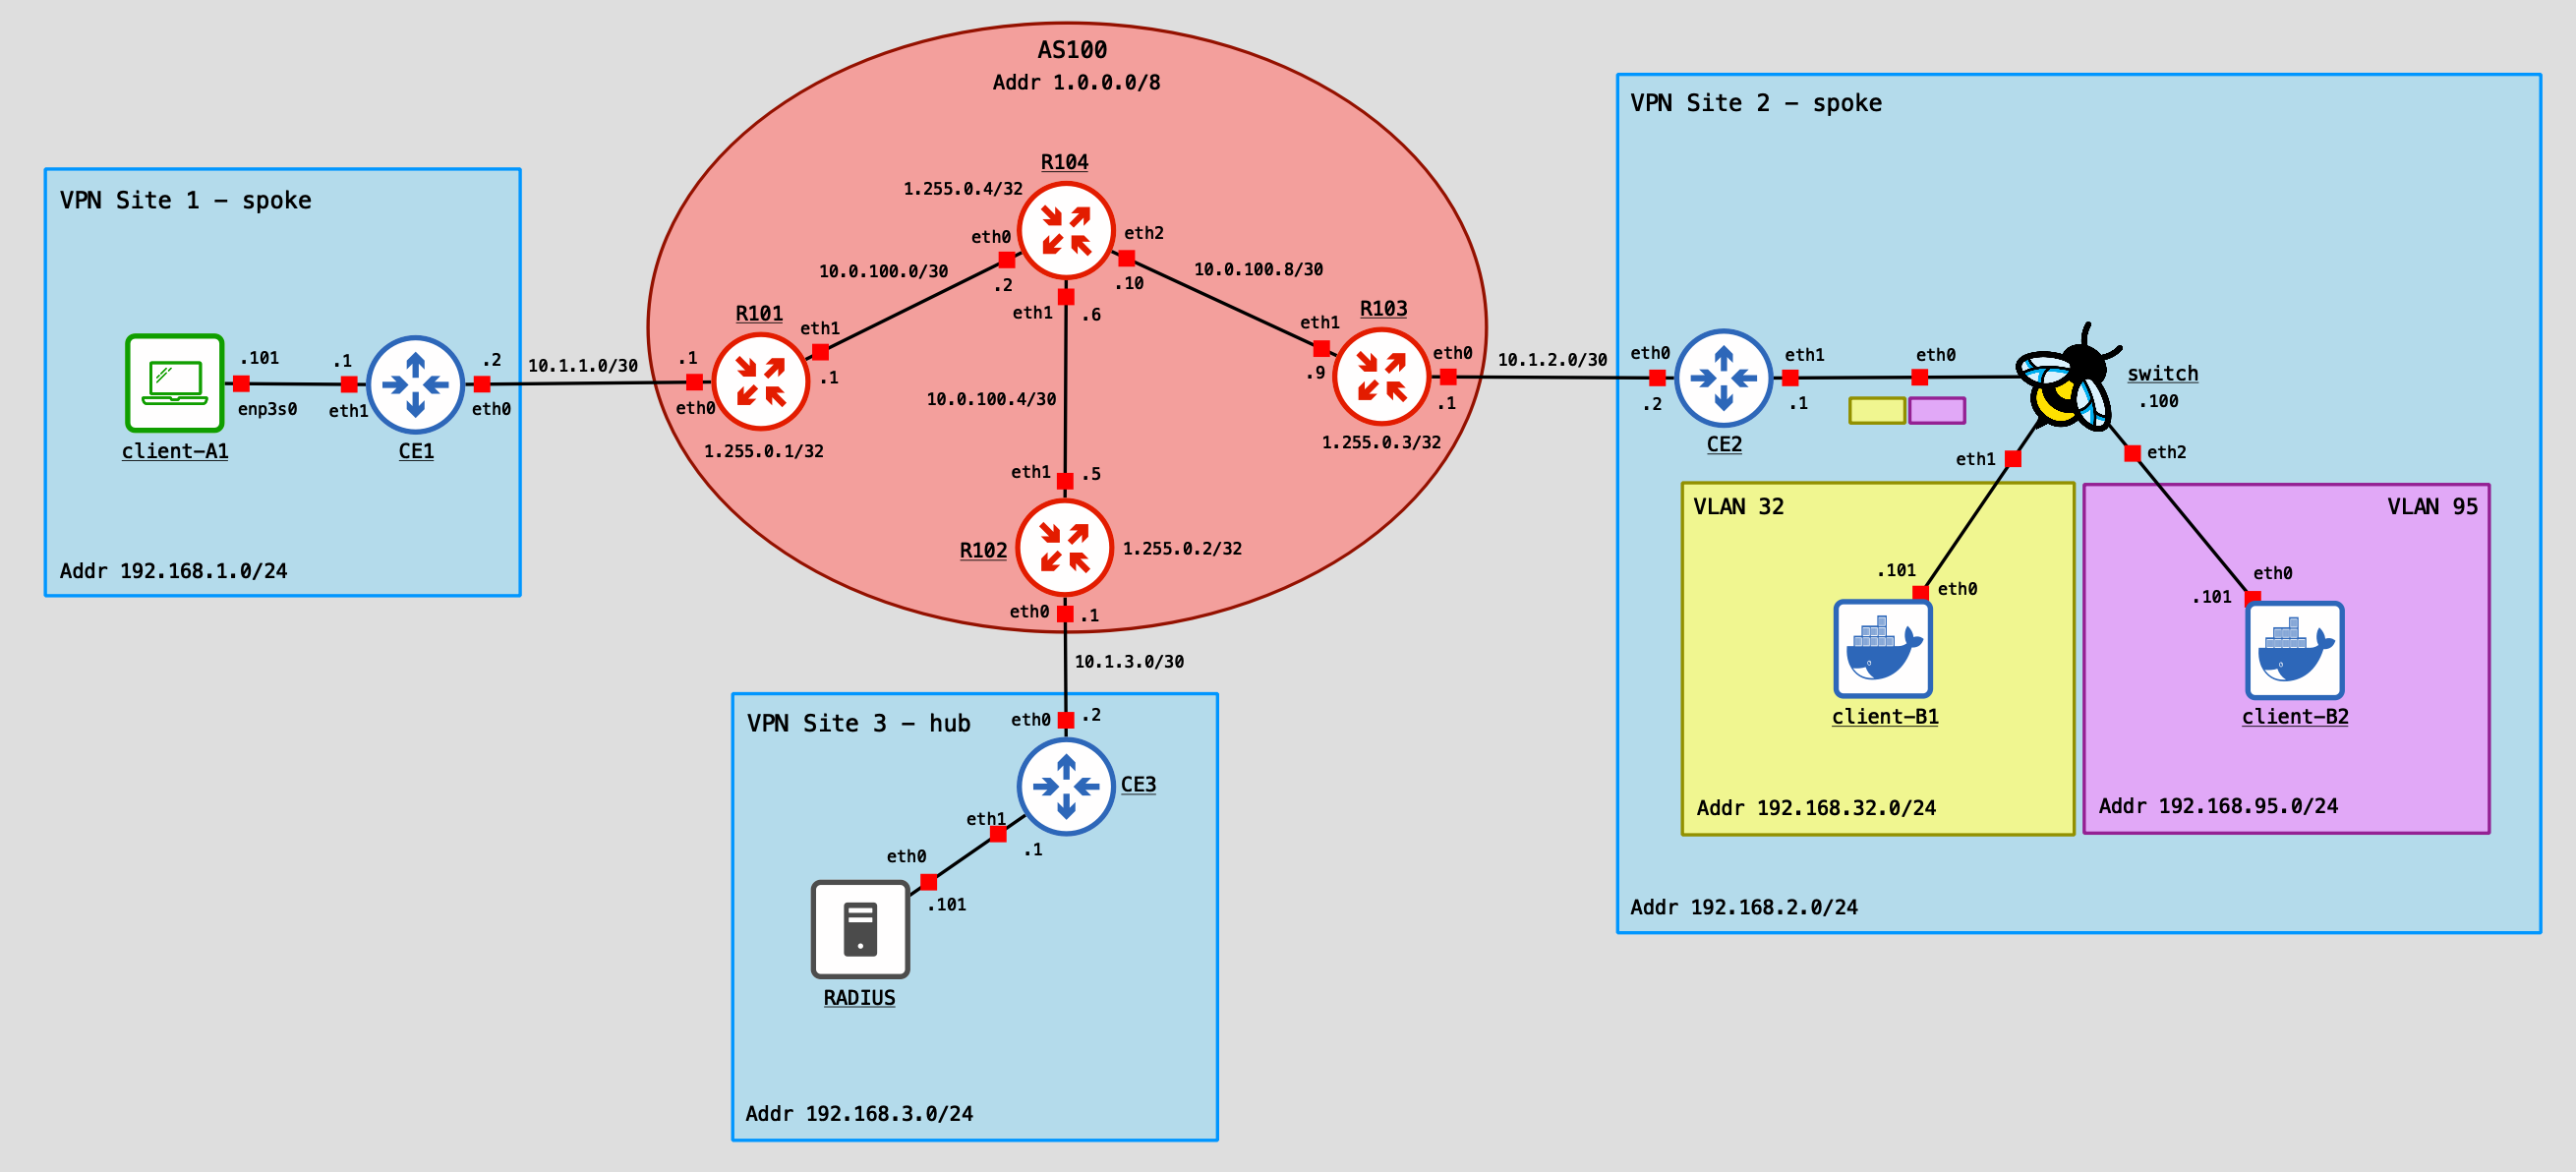 AS100
Addr 1.0.0.0/8
VPN Site 1 – spoke
.101
enp3s0
client-A1
.1
eth1
CE1
.2
eth0
Addr 192.168.1.0/24
10.1.1.0/30
R101
.1
eth0
eth1
.1
1.255.0.1/32
10.0.100.0/30
R104
1.255.0.4/32
eth0
.2
eth2
.10
eth1
.6
10.0.100.8/30
10.0.100.4/30
R103
eth1
.9
eth0
.1
1.255.0.3/32
eth1
.5
R102
1.255.0.2/32
eth0
.1
10.1.3.0/30
VPN Site 3 – hub
eth0
.2
CE3
eth1
.1
eth0
.101
RADIUS
Addr 192.168.3.0/24
10.1.2.0/30
VPN Site 2 – spoke
eth0
.2
CE2
eth1
.1
eth0
switch
.100
eth1
eth2
VLAN 32
.101
eth0
client-B1
Addr 192.168.32.0/24
VLAN 95
eth0
.101
client-B2
Addr 192.168.95.0/24
Addr 192.168.2.0/24